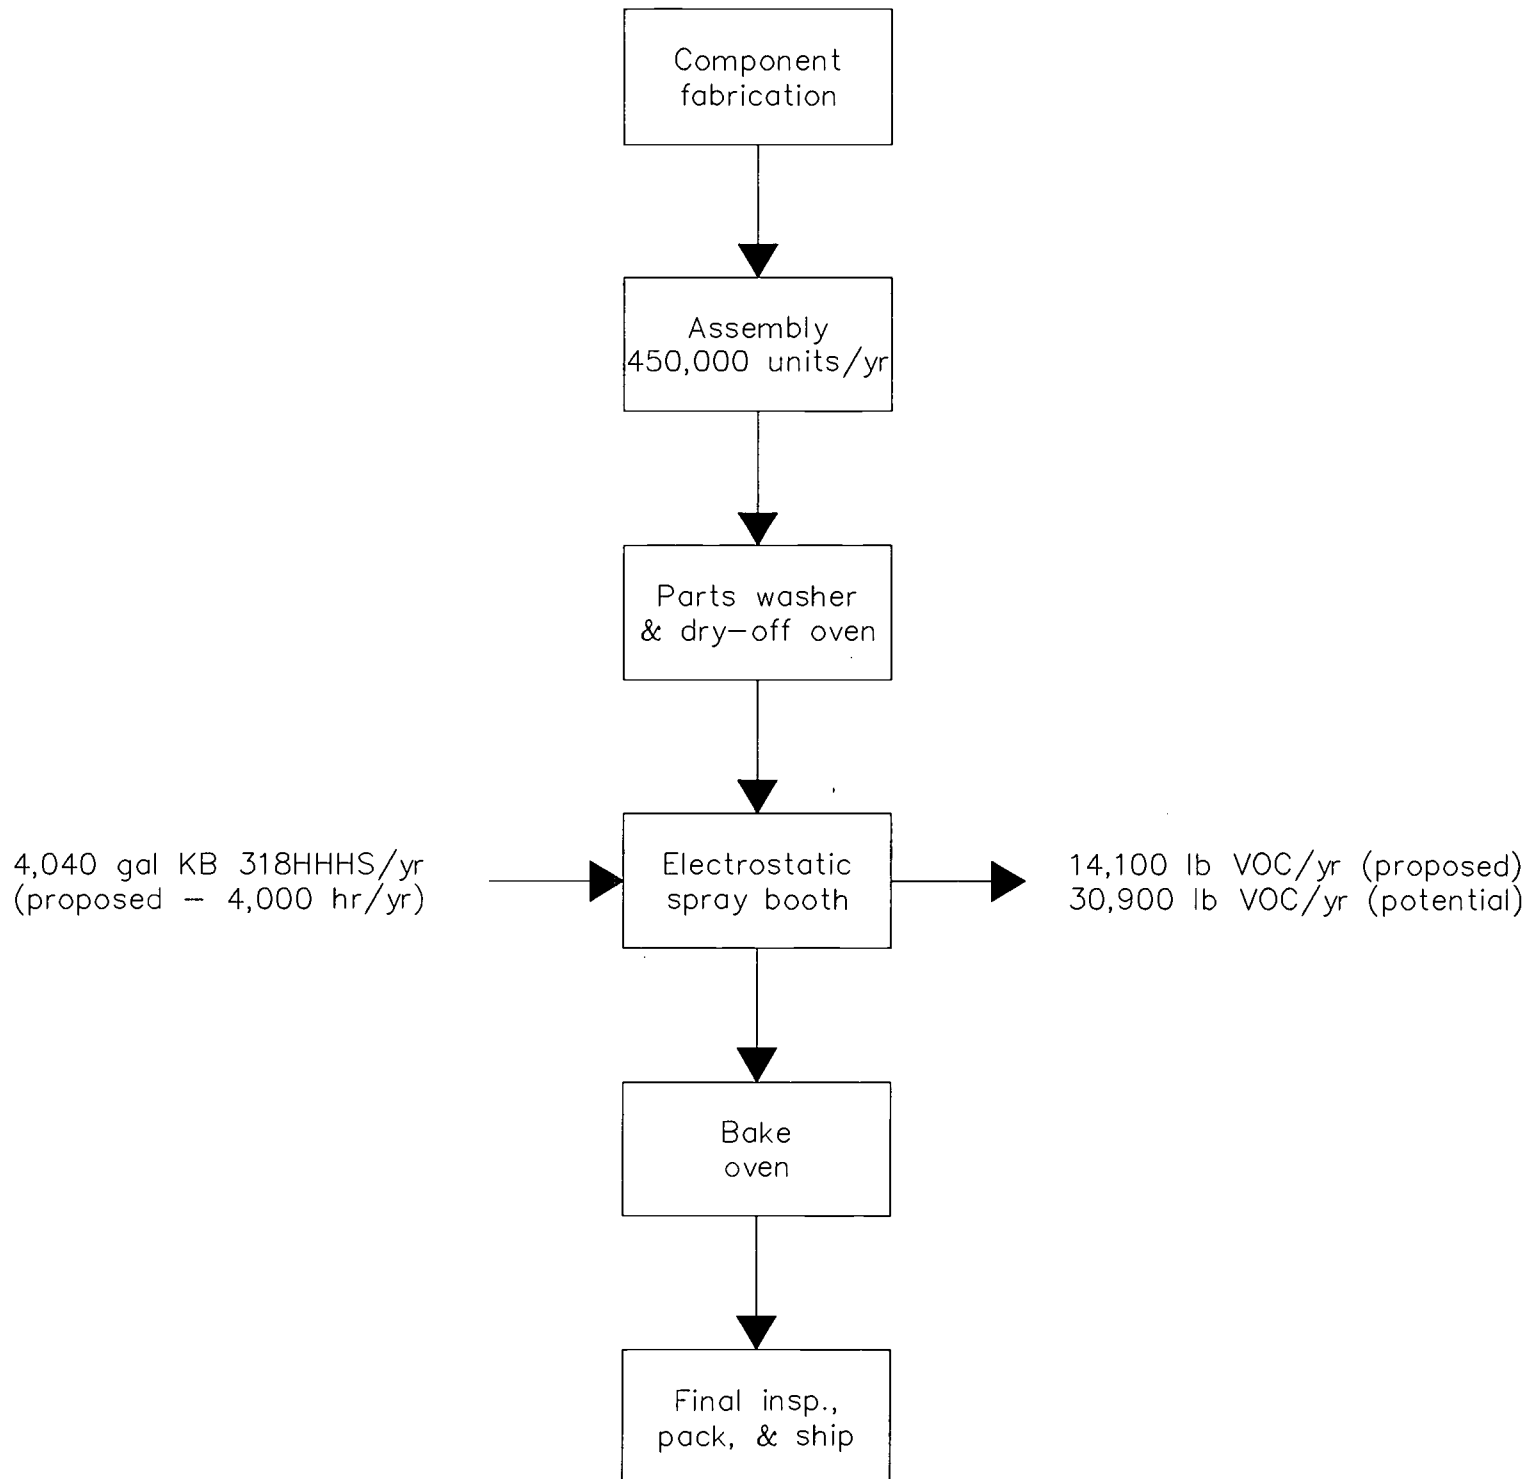 Component
fabrication
Assembly
450,000 units/yr
Parts washer
& dry-off oven
4,040 gal KB 318HHHS/yr
(proposed - 4,000 hr/yr)
Electrostatic
spray booth
14,100 lb VOC/yr (proposed)
30,900 lb VOC/yr (potential)
Bake
oven
Final insp.,
pack, & ship